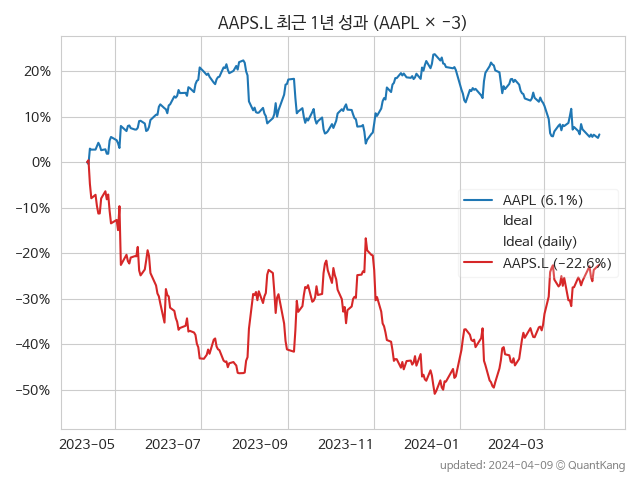 AAPS.L 최근 1년 성과 (AAPL × −3)
20%
10%
0%
−10%
−20%
−30%
−40%
−50%
AAPL (6.1%)
Ideal
Ideal (daily)
AAPS.L (−22.6%)
2023-05 2023-07 2023-09 2023-11 2024-01 2024-03
updated: 2024-04-09 © QuantKang